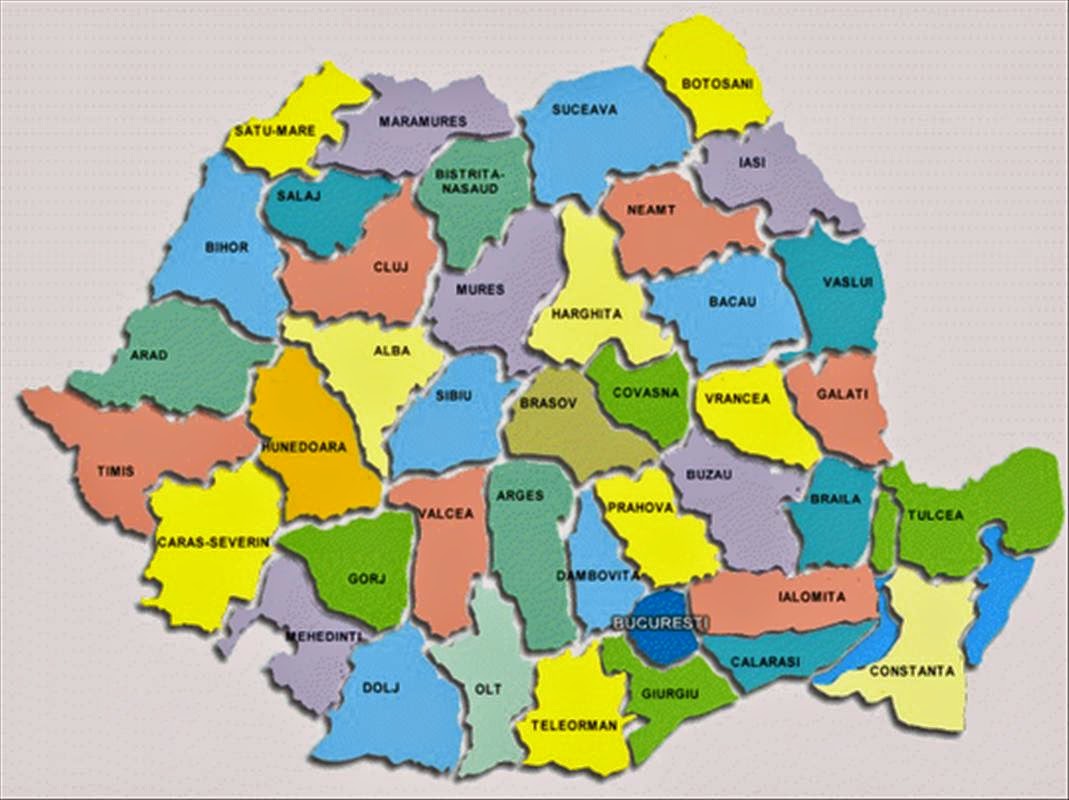 BOTOSANI
SUCEAVA
MARAMURES
SATU-MARE
IASI
BISTRITA-
NASAUD
SALAJ
NEAMT
BIHOR
CLUJ
MURES
VASLUI
BACAU
HARGHITA
ARAD
ALBA
SIBIU
BRASOV
COVASNA
VRANCEA
GALATI
HUNEDOARA
TIMIS
BUZAU
ARGES
BRAILA
PRAHOVA
VALCEA
TULCEA
CARAS-SEVERIN
GORJ
DAMBOVITA
IALOMITA
BUCURESTI
MEHEDINTI
CALARASI
CONSTANTA
DOLJ
OLT
GIURGIU
TELEORMAN